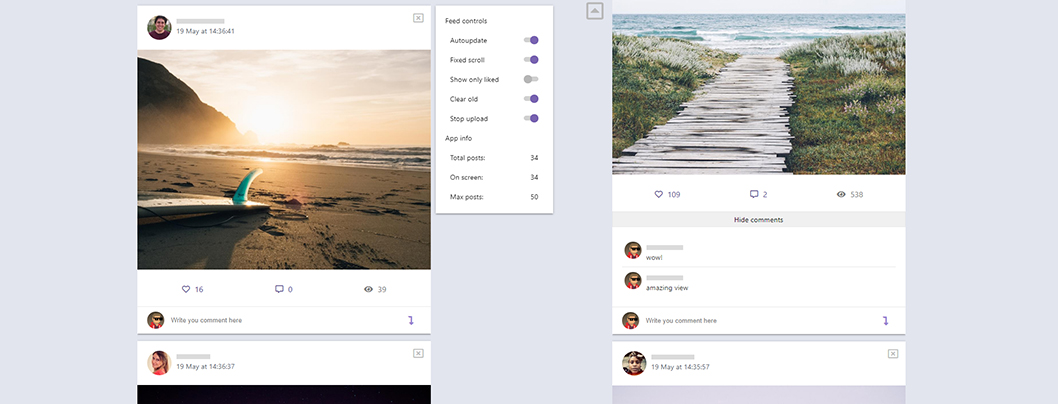 19 May at 14:36:41
16
0
39
Write you comment here
19 May at 14:36:37
Feed controls
Autoupdate
Fixed scroll
Show only liked
Clear old
Stop upload
App info
Total posts: 34
On screen: 34
Max posts: 50
109
2
538
Hide comments
wow!
amazing view
Write you comment here
19 May at 14:35:57